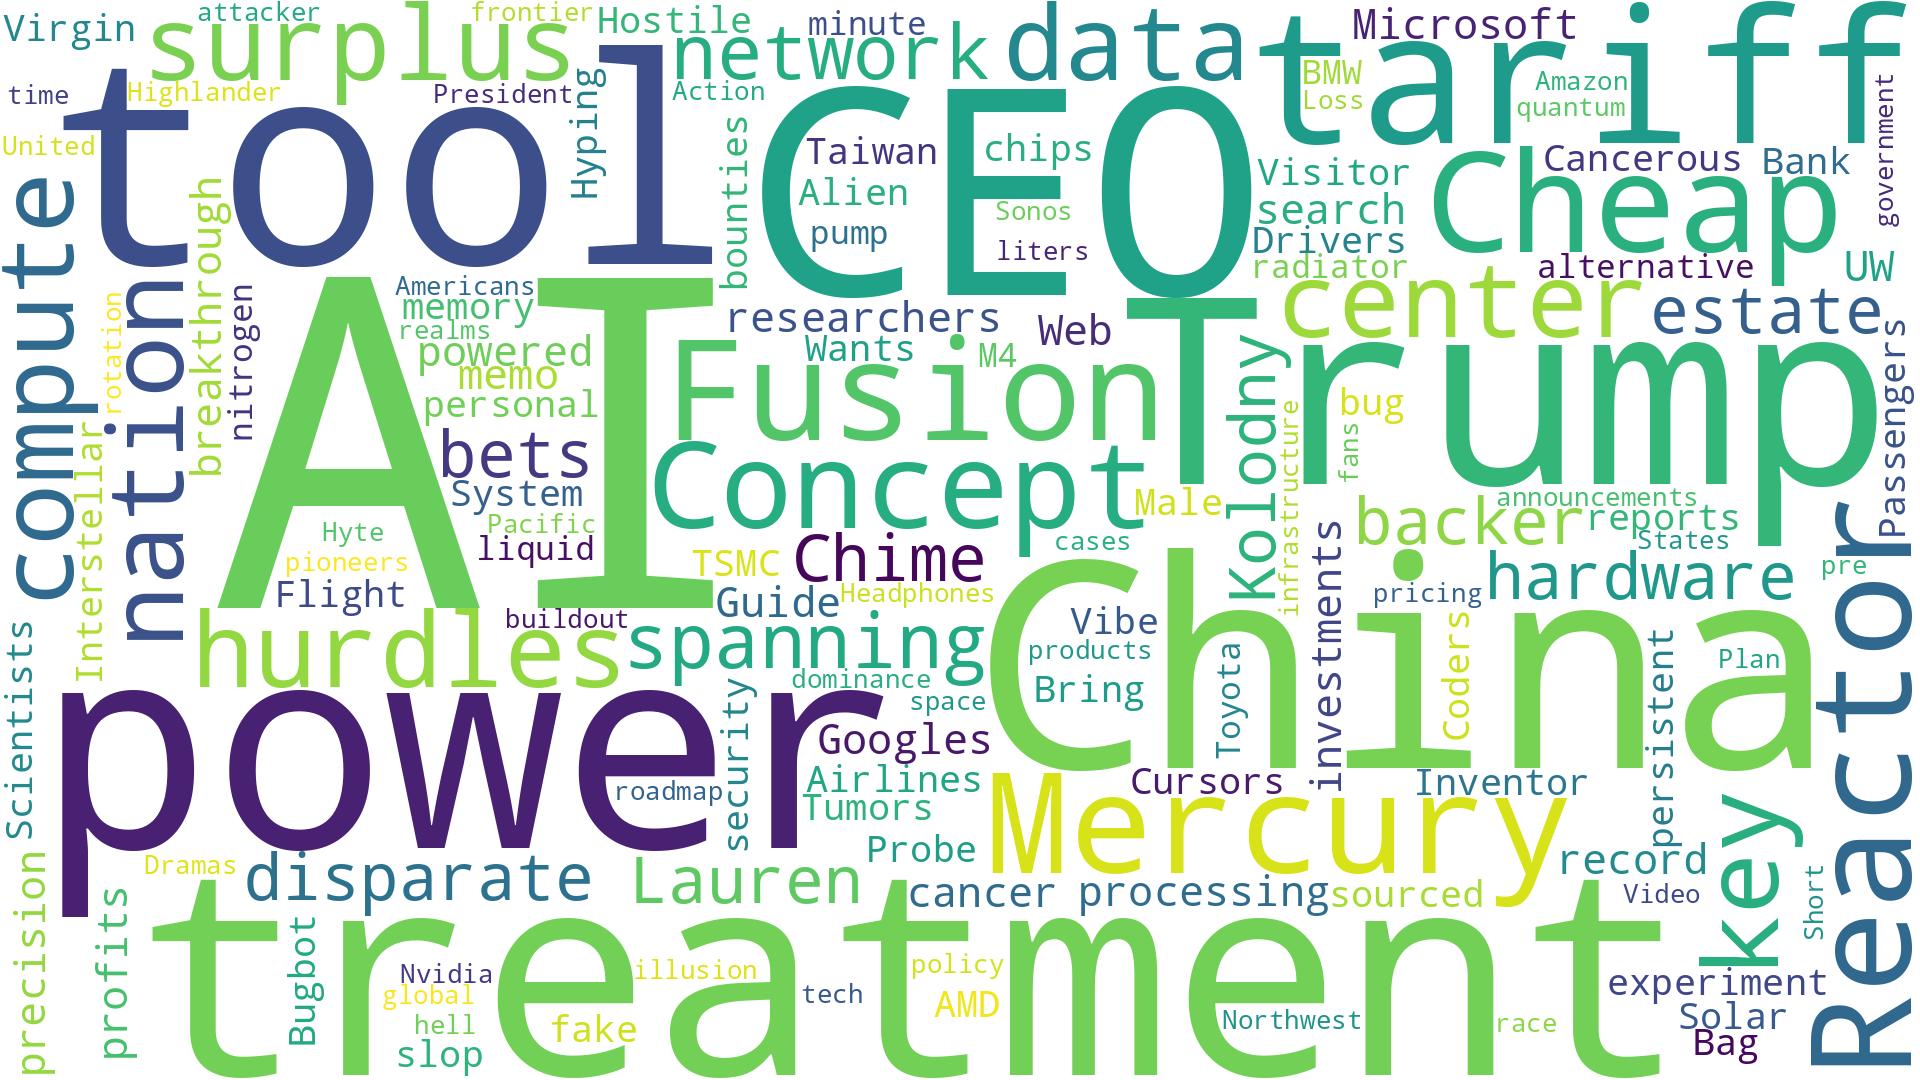 Virgin
attacker
surplus
frontier
Hostile
minute
network
data
tariff
Microsoft
time
Highlander
President
Hyping
Action
BMW
Loss
Amazon
quantum
government
United
tool
CEO
bounties
Taiwan
chips
Alien
Sonos
pump
liters
Visitor
search
Drivers
radiator
Cheap
Cancerous
Bank
alternative
UW
compute
nation
breakthrough
nitrogen
rotation
Americans
memory
realms
powered
memo
personal
AI
researchers
Wants
Web
M4
Fusion
center
estate
Trump
Kolodny
bug
fans
infrastructure
Passengers
Interstellar
bets
System
Pacific
liquid
Hyte
pioneers
Flight
buildout
Concept
Male
TSMC
Chime
cases
Guide
Headphones
announcements
backer
reports
States
hardware
pricing
pre
Scientists
hurdles
spanning
dominance
space
Vibe
products
Bring
China
Toyota
investments
Coders
persistent
Plan
Reactor
power
roadmap
security
Googles
Airlines
Tumors
Probe
Mercury
Cursors
Inventor
key
record
Video
Short
precision
profits
Dramas
disparate
Lauren
cancer
processing
sourced
treatment
Bugbot
Nvidia
global
hell
slop
illusion
fake
tech
policy
AMD
Northwest
race
experiment
Solar
Bag